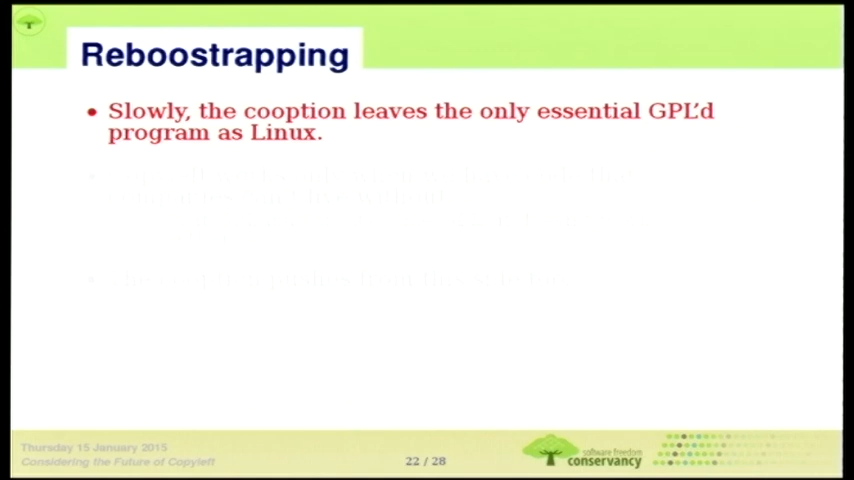 Reboostrapping
• Slowly, the cooption leaves the only essential GPL'd
program as Linux.
Thursday 15 January 2015
Considering the Future of Copyleft
22 / 28
software freedom
conservancy